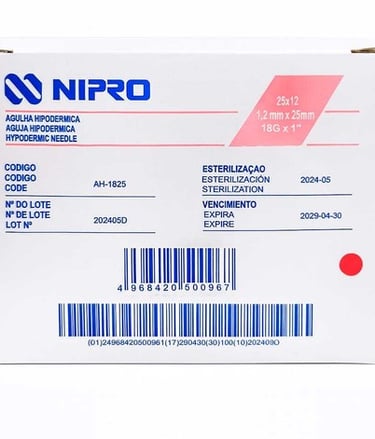 NIPRO
AGULHA HIPODERMICA
AGUJA HIPODERMICA
HYPODERMIC NEEDLE
25x12
1,2 mm x 25mm
18G x 1"
CODIGO
CODIGO
CODE
AH-1825
ESTERILIZAÇAO
ESTERILIZACIÓN
STERILIZATION
2024-05
Nº DO LOTE
Nº DE LOTE
LOT Nº
202405D
VENCIMENTO
EXPIRA
EXPIRE
2029-04-30
4 968420 500967
(01)24968420500961(17)290430(30)100(10)202409O